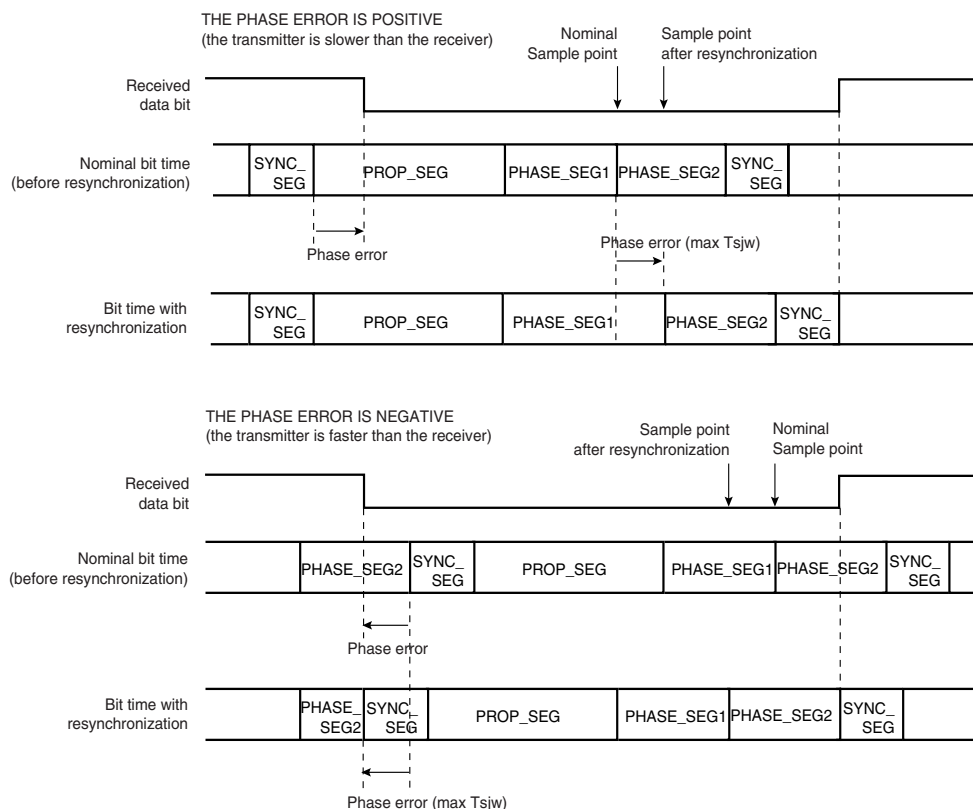 THE PHASE ERROR IS POSITIVE
(the transmitter is slower than the receiver)
Nominal
Sample point
Sample point
after resynchronization
Received
data bit
Nominal bit time
(before resynchronization)
SYNC_
SEG
PROP_SEG
PHASE_SEG1
PHASE_SEG2
SYNC_
SEG
Phase error
Phase error (max Tsjw)
Bit time with
resynchronization
SYNC_
SEG
PROP_SEG
PHASE_SEG1
PHASE_SEG2
SYNC_
SEG
THE PHASE ERROR IS NEGATIVE
(the transmitter is faster than the receiver)
Sample point
after resynchronization
Nominal
Sample point
Received
data bit
Nominal bit time
(before resynchronization)
PHASE_SEG2
SYNC_
SEG
PROP_SEG
PHASE_SEG1
PHASE_SEG2
SYNC_
SEG
Phase error
Bit time with
resynchronization
PHASE_
SEG2
SYNC_
SEG
PROP_SEG
PHASE_SEG1
PHASE_SEG2
SYNC_
SEG
Phase error (max Tsjw)